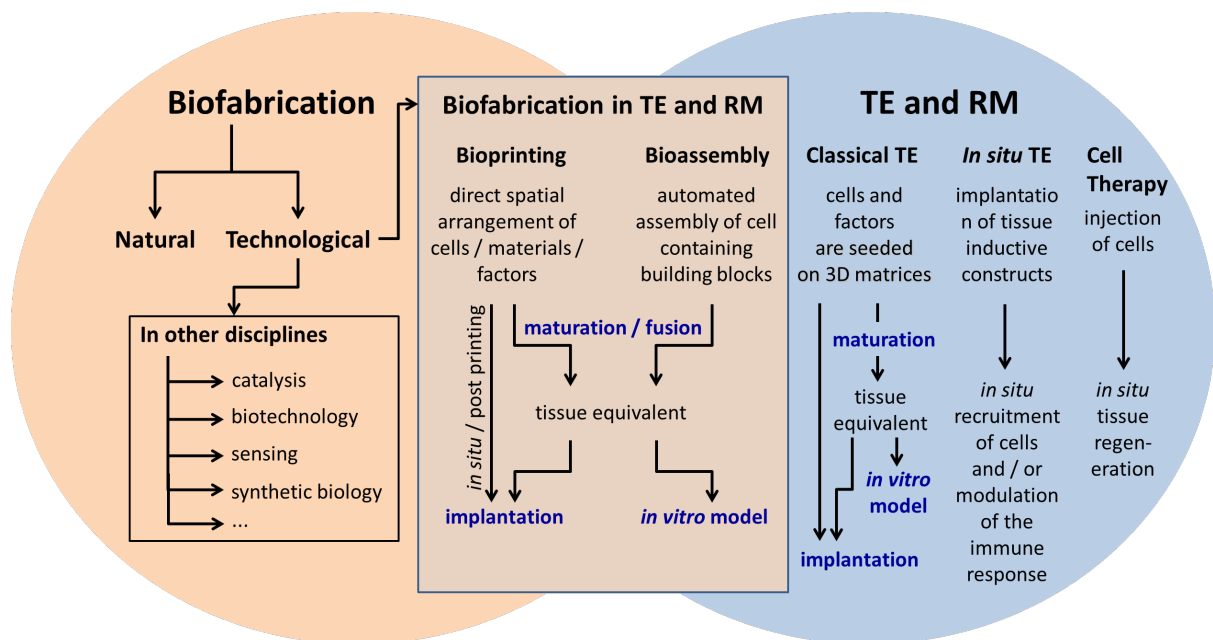 Biofabrication
Natural
Technological
In other disciplines
catalysis
biotechnology
sensing
synthetic biology
...
Biofabrication in TE and RM
Bioprinting
direct spatial
arrangement of
cells / materials /
factors
Bioassembly
automated
assembly of cell
containing
building blocks
in situ / post printing
maturation / fusion
tissue equivalent
implantation
in vitro model
TE and RM
Classical TE
cells and
factors
are seeded
on 3D matrices
maturation
tissue
equivalent
in vitro
model
implantation
In situ TE
implantatio
n of tissue
inductive
constructs
in situ
recruitment
of cells
and / or
modulation
of the
immune
response
Cell
Therapy
injection
of cells
in situ
tissue
regen-
eration